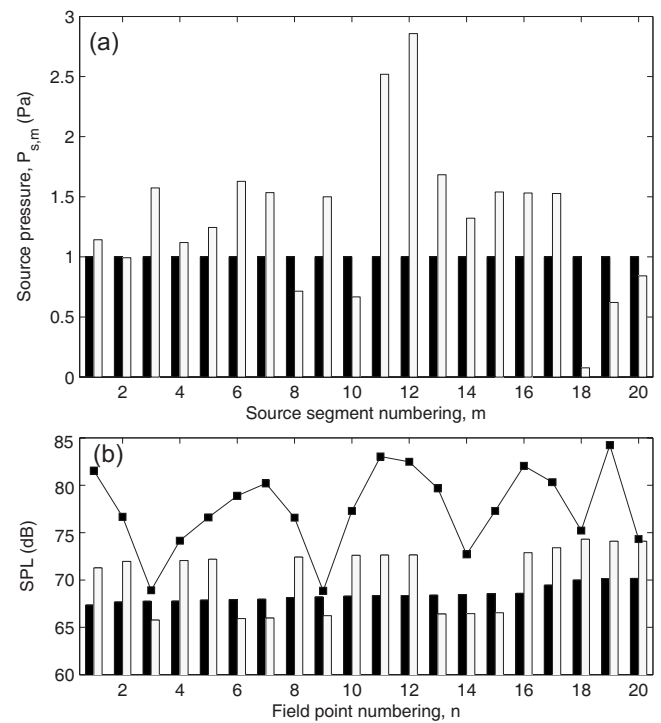 (a)
3
2.5
2
1.5
1
0.5
0
Source pressure, P_{s,m} (Pa)
2 4 6 8 10 12 14 16 18 20
Source segment numbering, m
(b)
85
80
75
70
65
60
SPL (dB)
2 4 6 8 10 12 14 16 18 20
Field point numbering, n